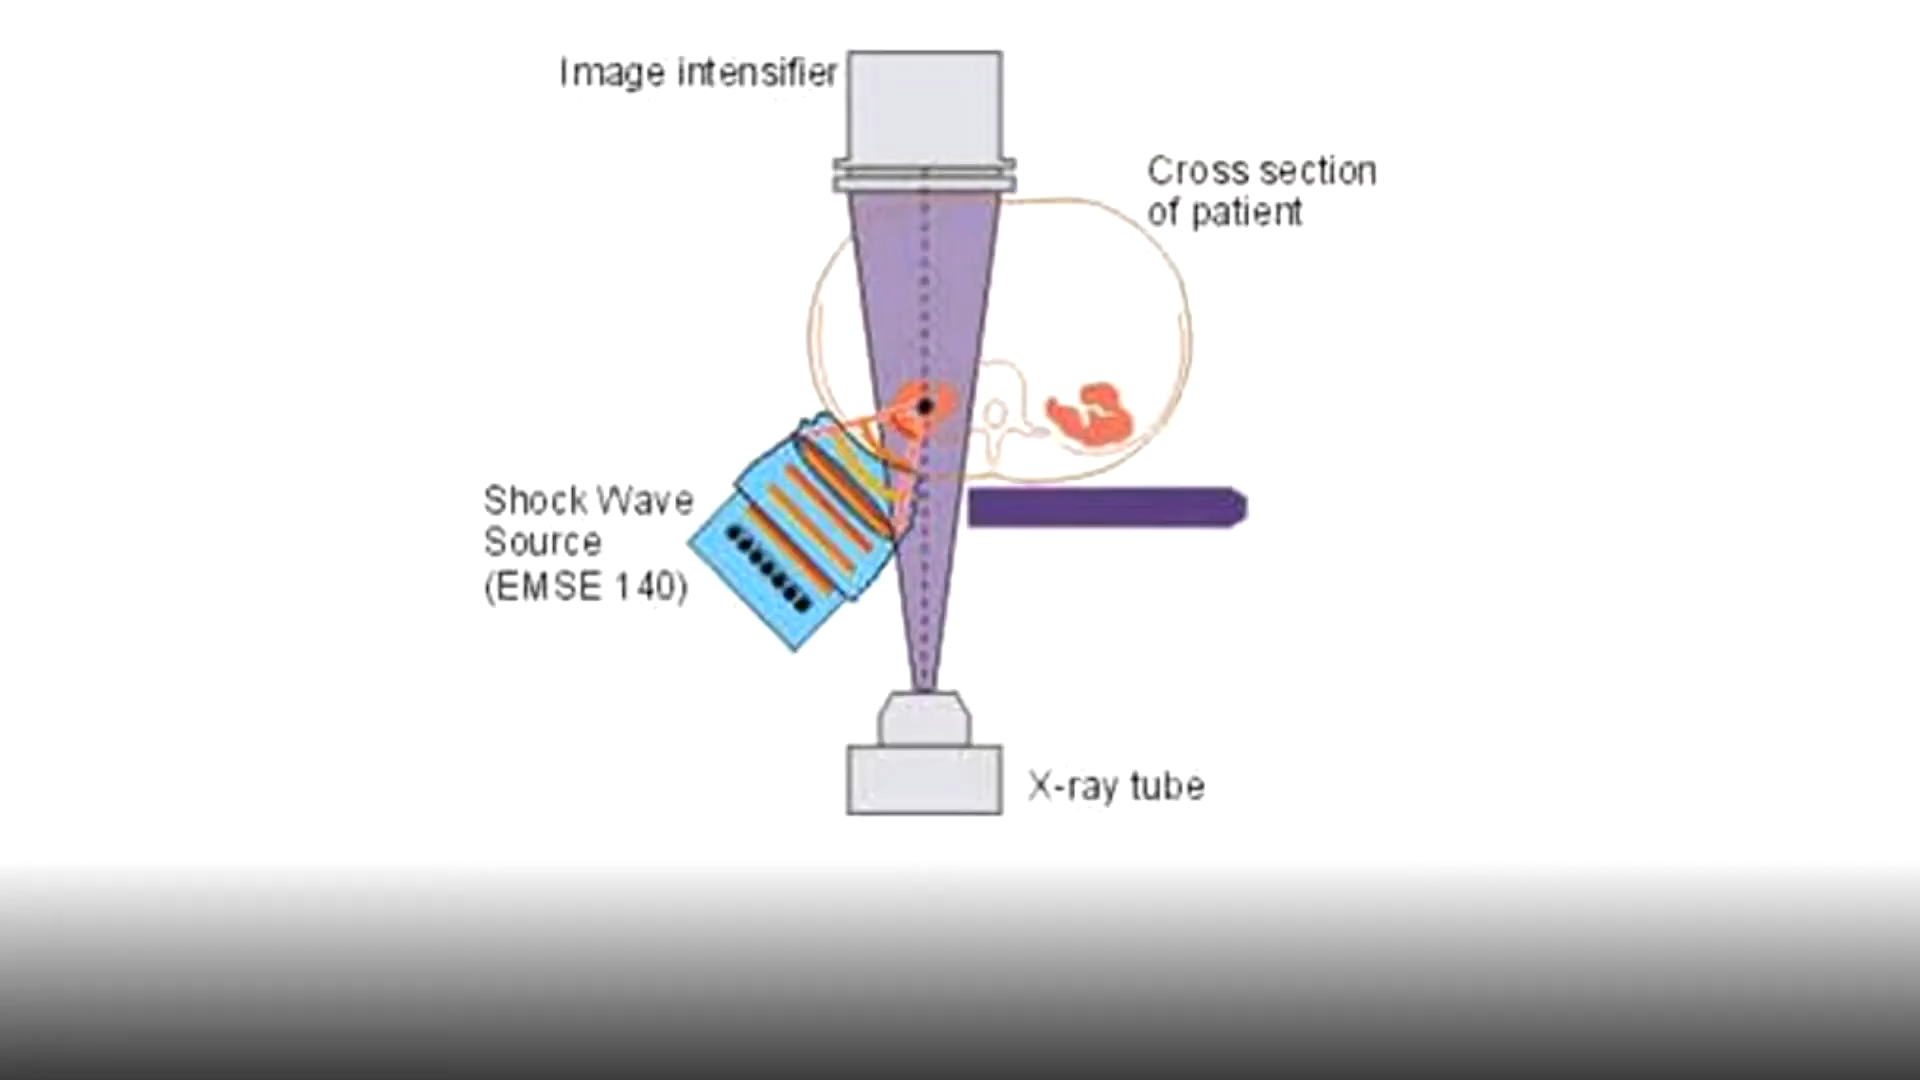 Image intensifier
Cross section
of patient
Shock Wave
Source
(EMSE 140)
X-ray tube